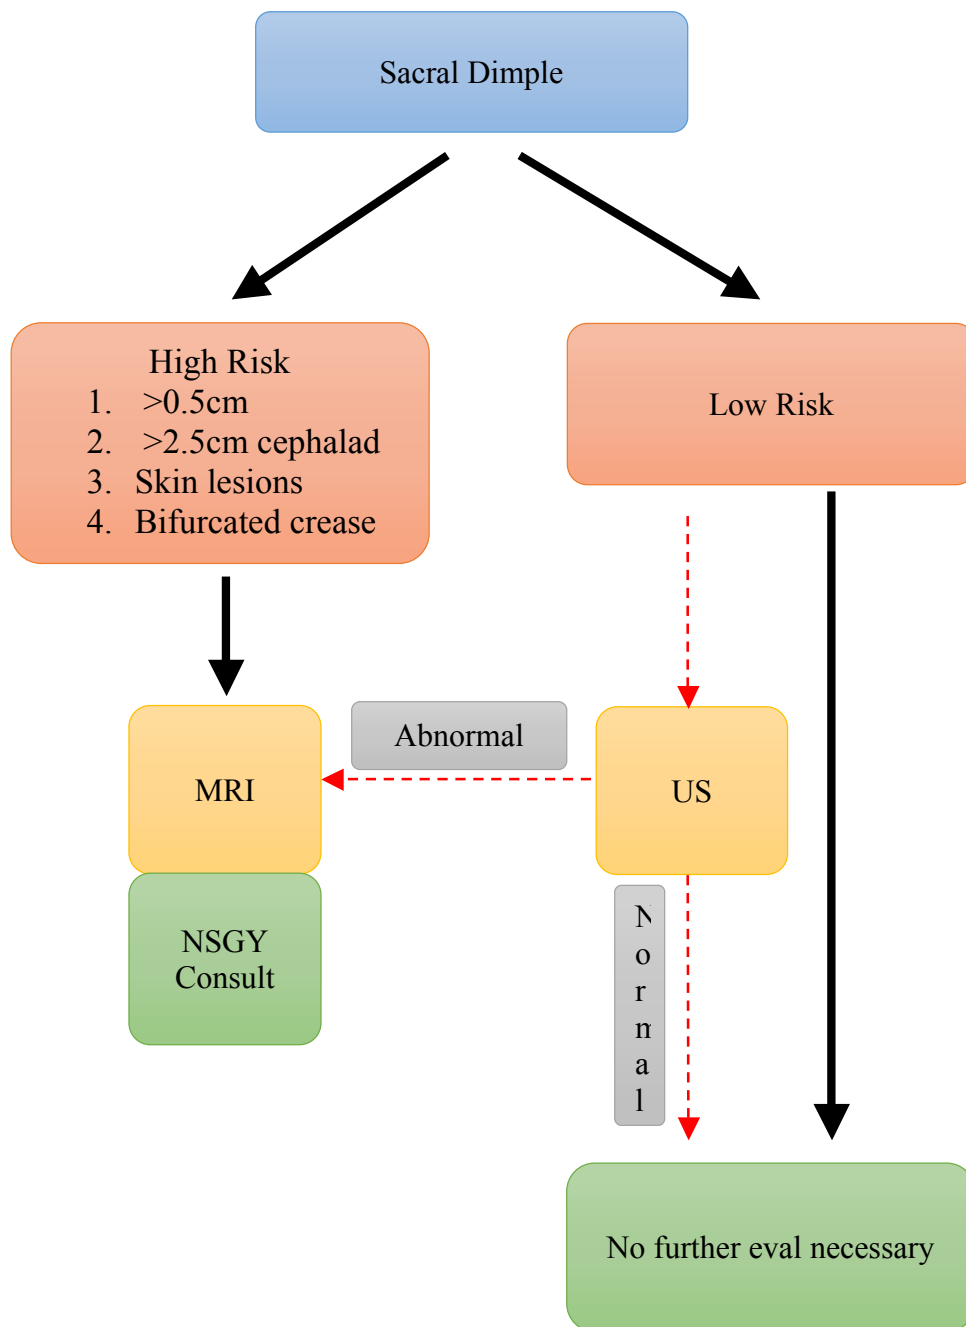 Sacral Dimple
High Risk
1. >0.5cm
2. >2.5cm cephalad
3. Skin lesions
4. Bifurcated crease
Low Risk
Abnormal
MRI
US
NSGY
Consult
N
o
r
m
a
l
No further eval necessary